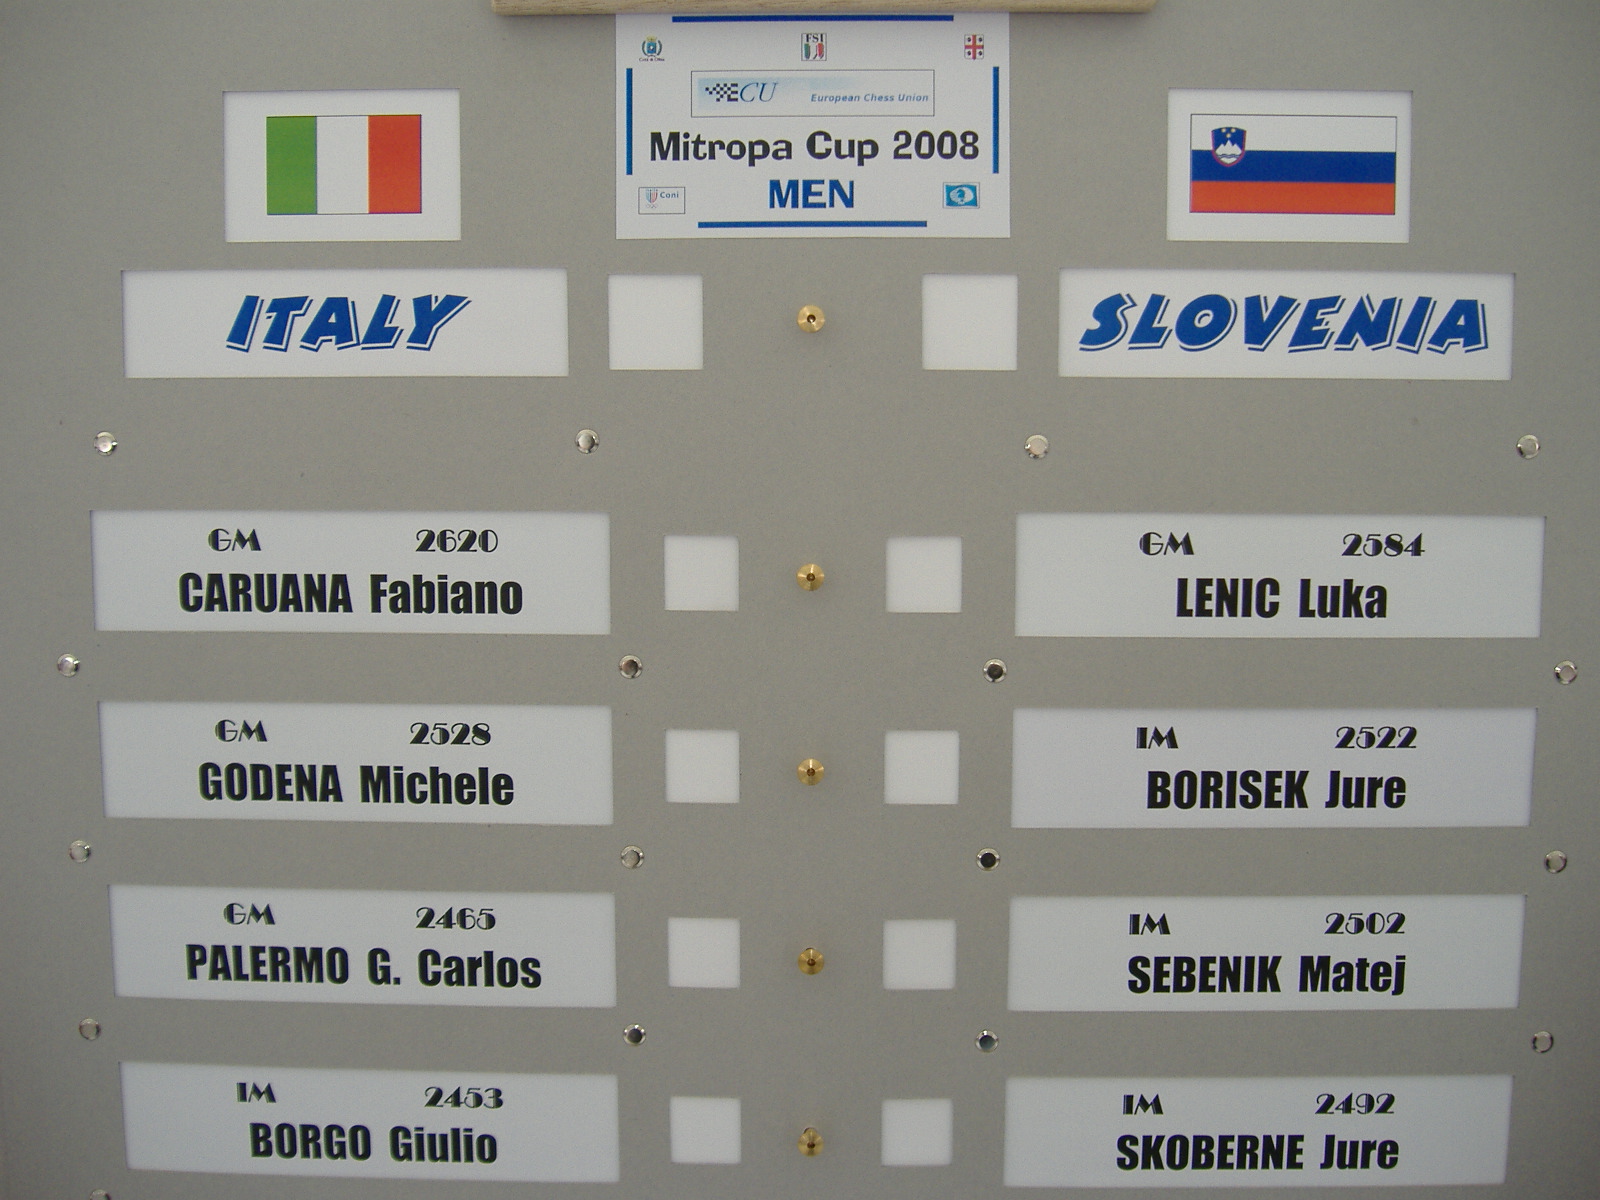 FSI
ECU European Chess Union
Mitropa Cup 2008
Coni
MEN
ITALY
SLOVENIA
GM 2620
CARUANA Fabiano
GM 2584
LENIC Luka
GM 2528
GODENA Michele
IM 2522
BORISEK Jure
GM 2465
PALERMO G. Carlos
IM 2502
SEBENIK Matej
IM 2453
BORGO Giulio
IM 2492
SKOBERNE Jure